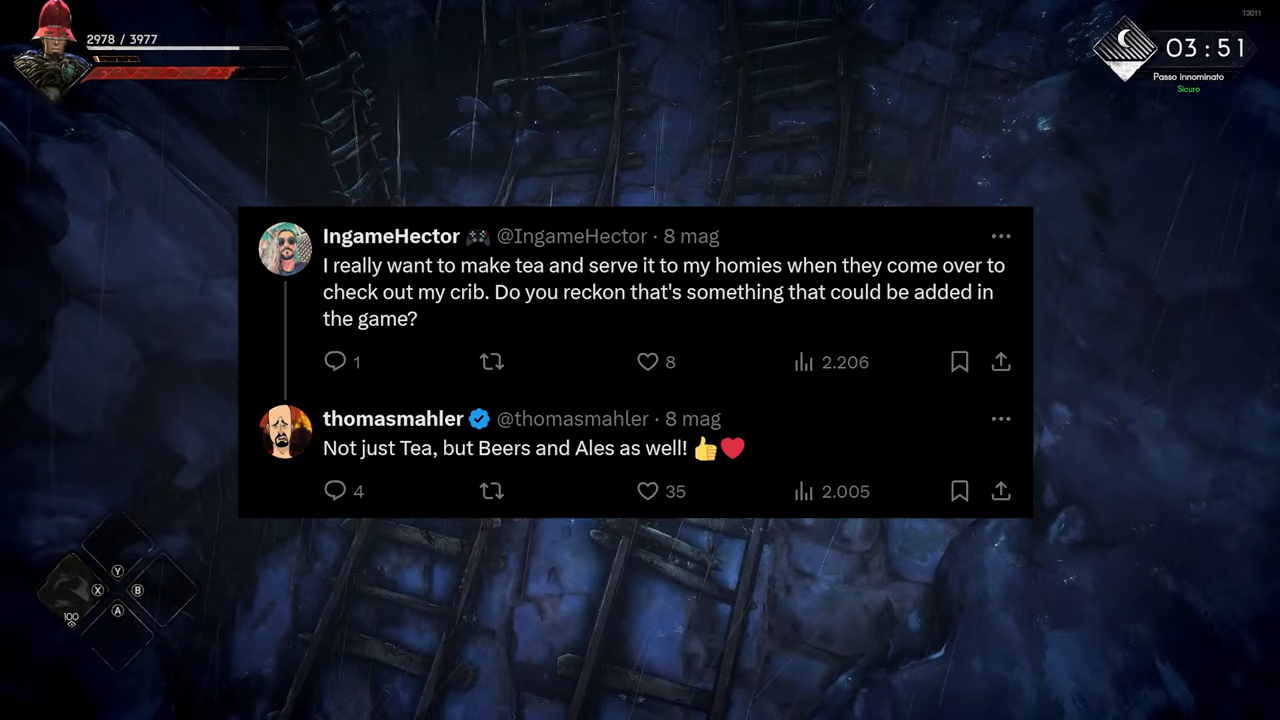 13011
2978 / 3977
03:51
Passo Innominato
Sicuro
IngameHector 🎮 @IngameHector · 8 mag
I really want to make tea and serve it to my homies when they come over to
check out my crib. Do you reckon that's something that could be added in
the game?
1 8 2.206
thomasmahler @thomasmahler · 8 mag
Not just Tea, but Beers and Ales as well! 👍❤️
4 35 2.005
Y
X B
A
100